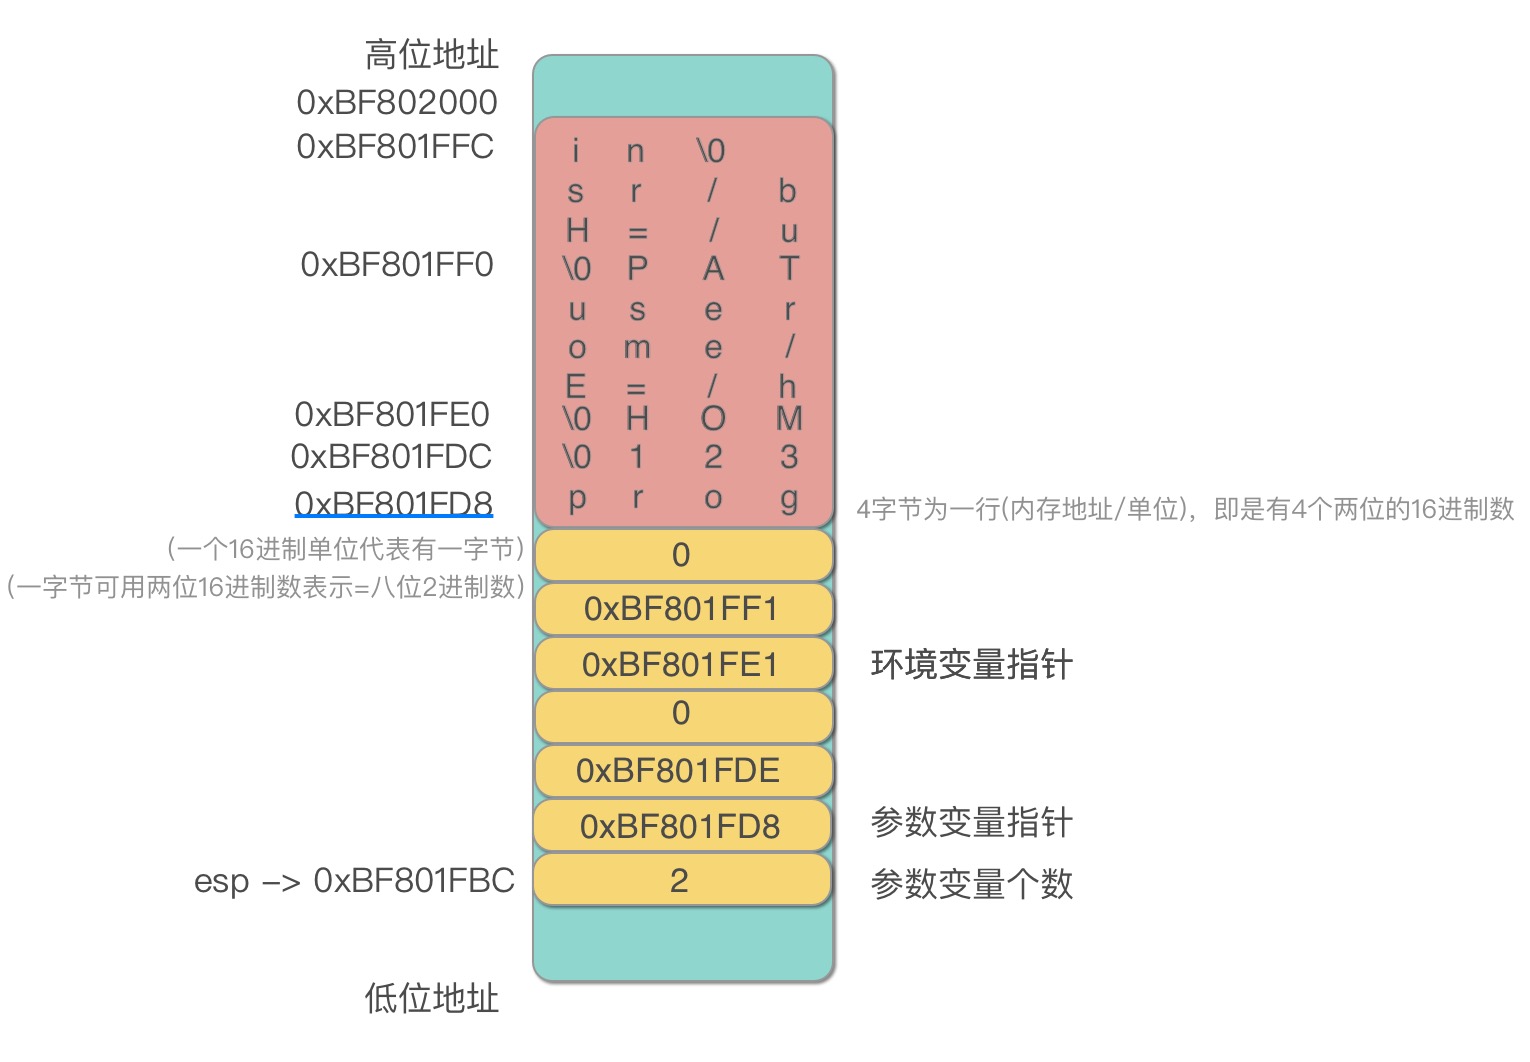 高位地址
0xBF802000
0xBF801FFC
i n \0
s r / b
H = / u
0xBF801FF0
\0 P A T
u s e r
o m e /
E = / h
0xBF801FE0
\0 H O M
0xBF801FDC
\0 1 2 3
0xBF801FD8
p r o g
4字节为一行(内存地址/单位)，即是有4个两位的16进制数
(一个16进制单位代表有一字节)
0
(一字节可用两位16进制数表示=八位2进制数)
0xBF801FF1
0xBF801FE1
环境变量指针
0
0xBF801FDE
0xBF801FD8
参数变量指针
esp –> 0xBF801FBC
2
参数变量个数
低位地址